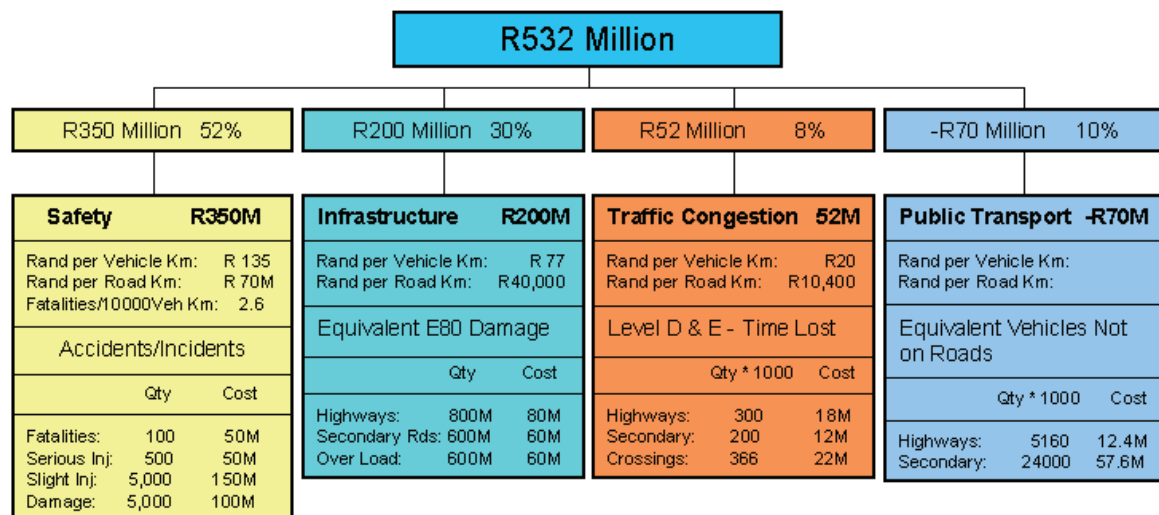 R532 Million
R350 Million 52%
R200 Million 30%
R52 Million 8%
-R70 Million 10%
Safety R350M
Rand per Vehicle Km: R 135
Rand per Road Km: R 70M
Fatalities/10000Veh Km: 2.6
Accidents/Incidents
Qty Cost
Fatalities: 100 50M
Serious Inj: 500 50M
Slight Inj: 5,000 150M
Damage: 5,000 100M
Infrastructure R200M
Rand per Vehicle Km: R 77
Rand per Road Km: R40,000
Equivalent E80 Damage
Qty Cost
Highways: 800M 80M
Secondary Rds: 600M 60M
Over Load: 600M 60M
Traffic Congestion 52M
Rand per Vehicle Km: R20
Rand per Road Km: R10,400
Level D & E - Time Lost
Qty * 1000 Cost
Highways: 300 18M
Secondary: 200 12M
Crossings: 366 22M
Public Transport -R70M
Rand per Vehicle Km:
Rand per Road Km:
Equivalent Vehicles Not
on Roads
Qty * 1000 Cost
Highways: 5160 12.4M
Secondary: 24000 57.6M